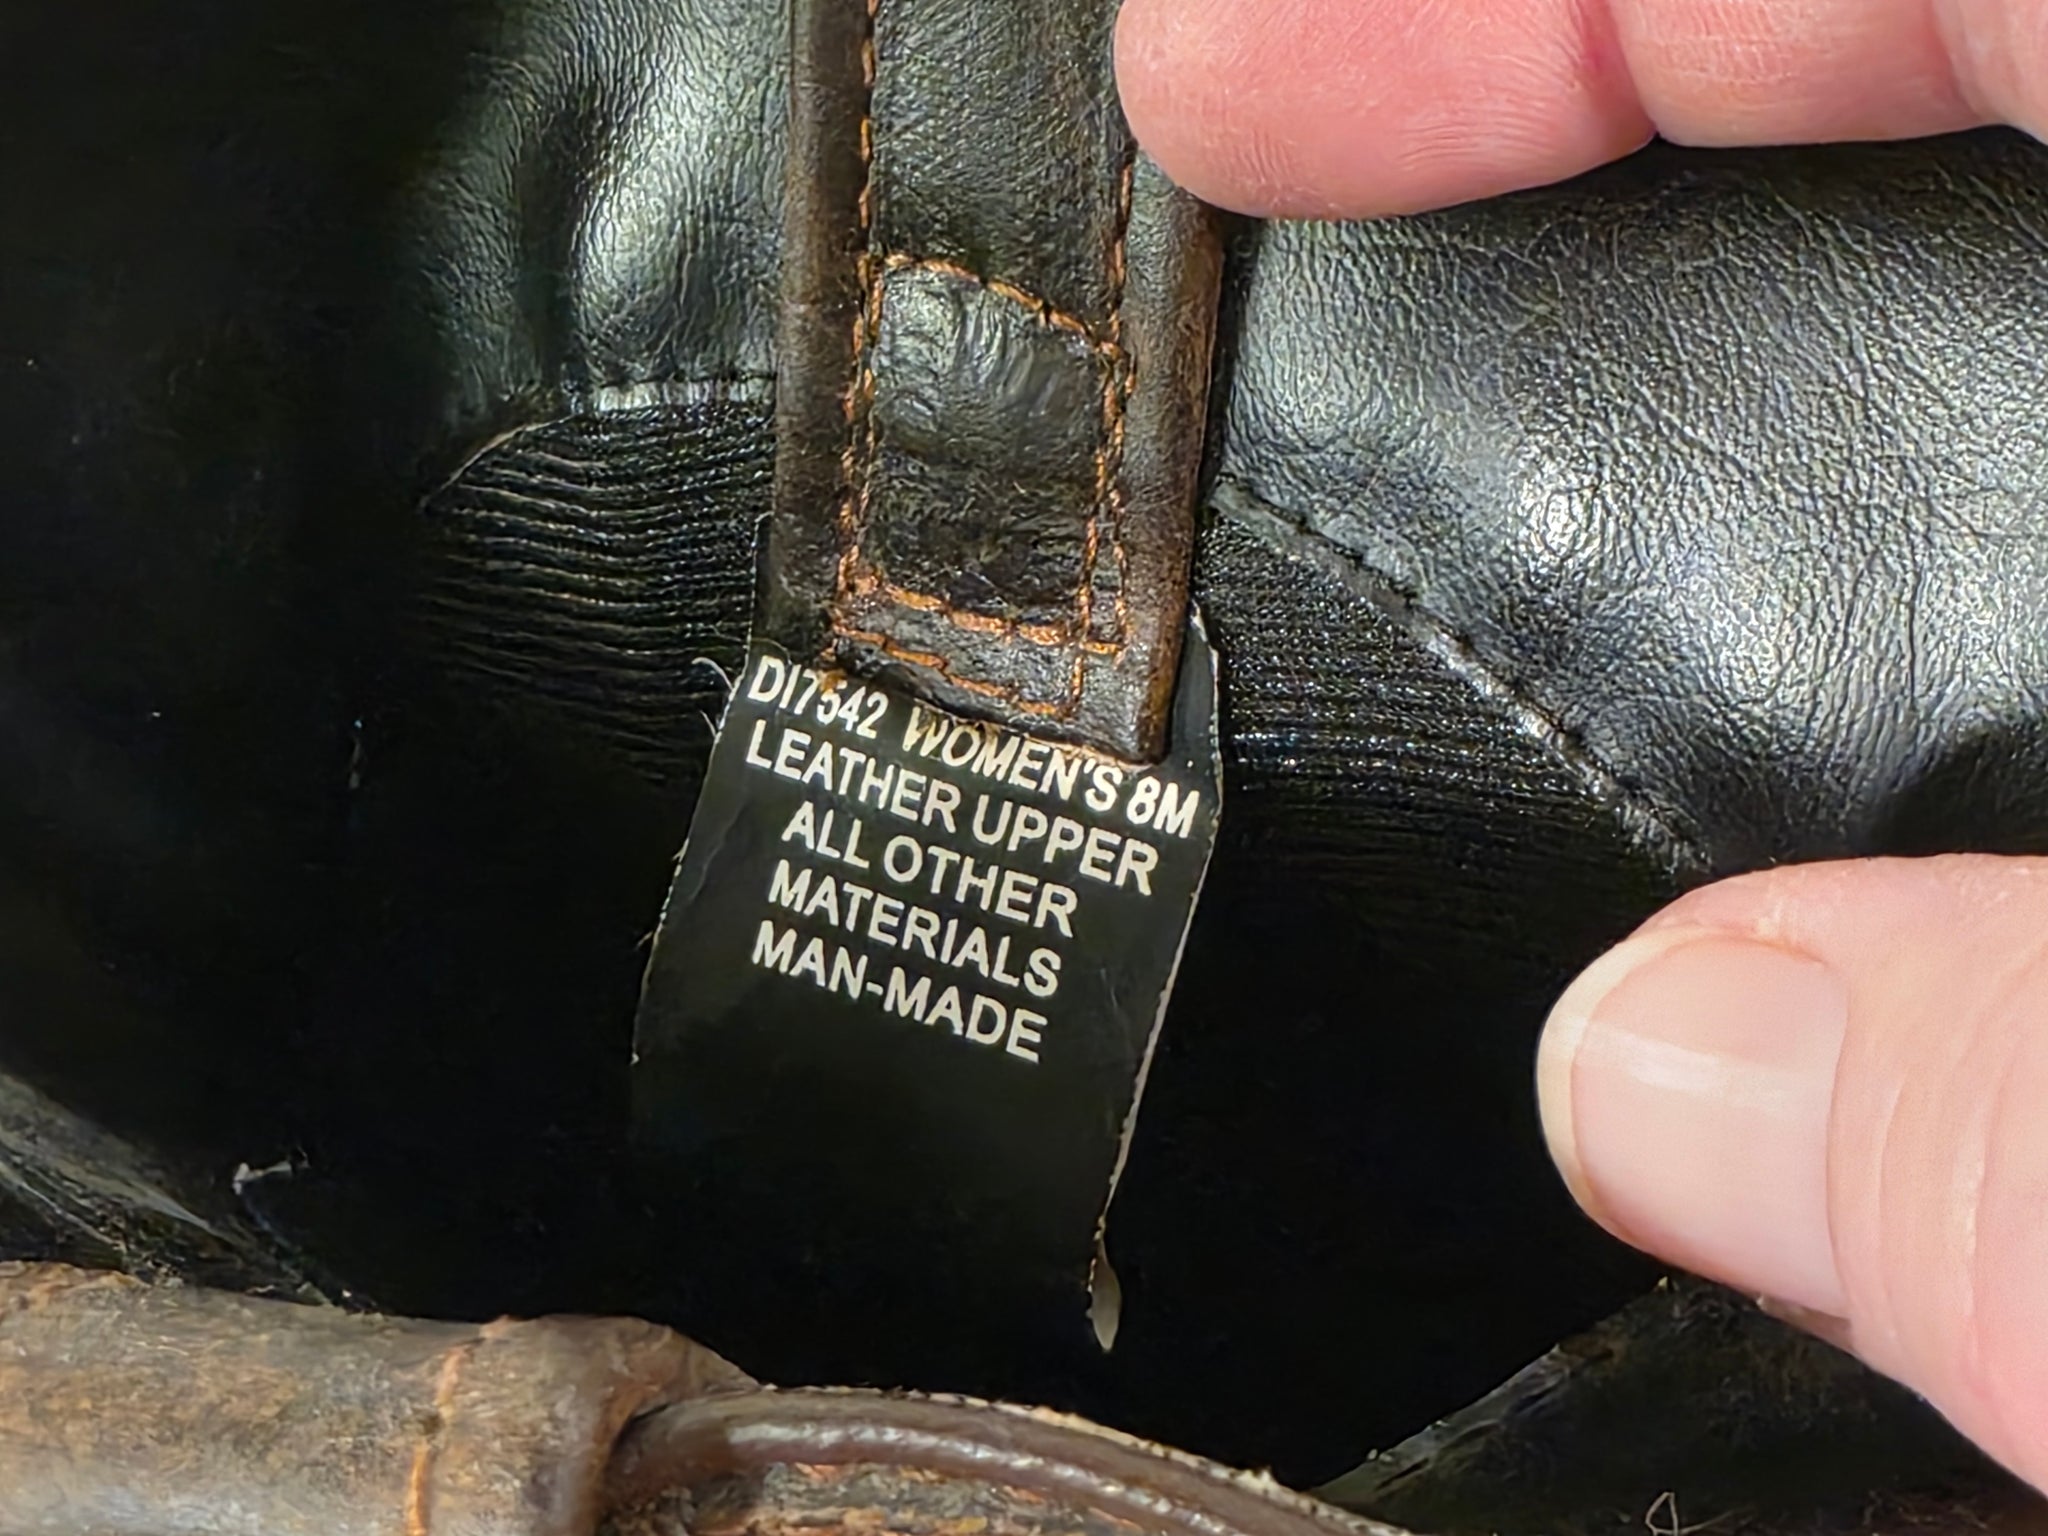 DI7542 WOMEN'S 8M
LEATHER UPPER
ALL OTHER
MATERIALS
MAN-MADE